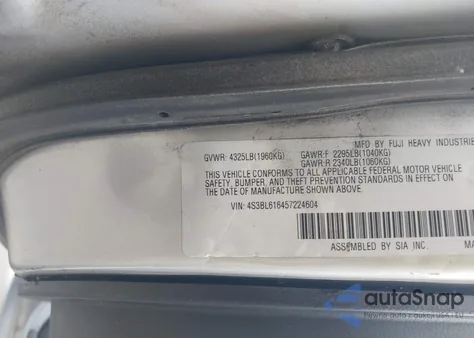 MFD BY FUJI HEAVY INDUSTRIES
GVWR: 4325LB(1960KG) GAWR:F 2295LB(1040KG)
GAWR:R 2340LB(1060KG)
THIS VEHICLE CONFORMS TO ALL APPLICABLE FEDERAL MOTOR VEHICLE
SAFETY, BUMPER, AND THEFT PREVENTION STANDARDS IN EFFECT ON
THE DATE OF MANUFACTURE SHOWN ABOVE.
VIN: 4S3BL616457224604
ASSEMBLED BY SIA INC. MA
autoSnap